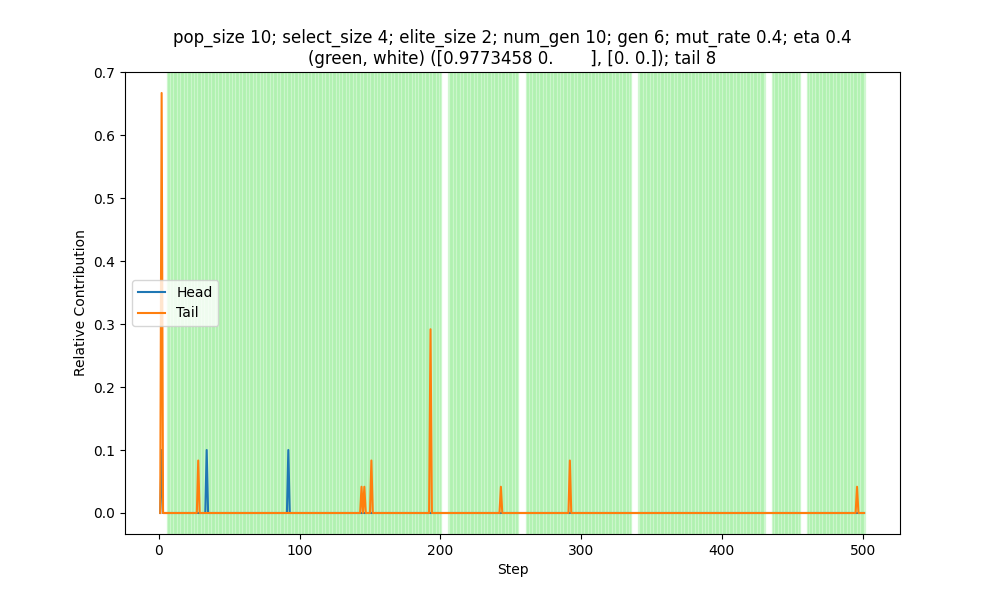 pop_size 10; select_size 4; elite_size 2; num_gen 10; gen 6; mut_rate 0.4; eta 0.4
(green, white) ([0.9773458 0.        ], [0. 0.]); tail 8
0.7
0.6
0.5
0.4
0.3
0.2
0.1
0.0
Relative Contribution
Head
Tail
0
100
200
300
400
500
Step